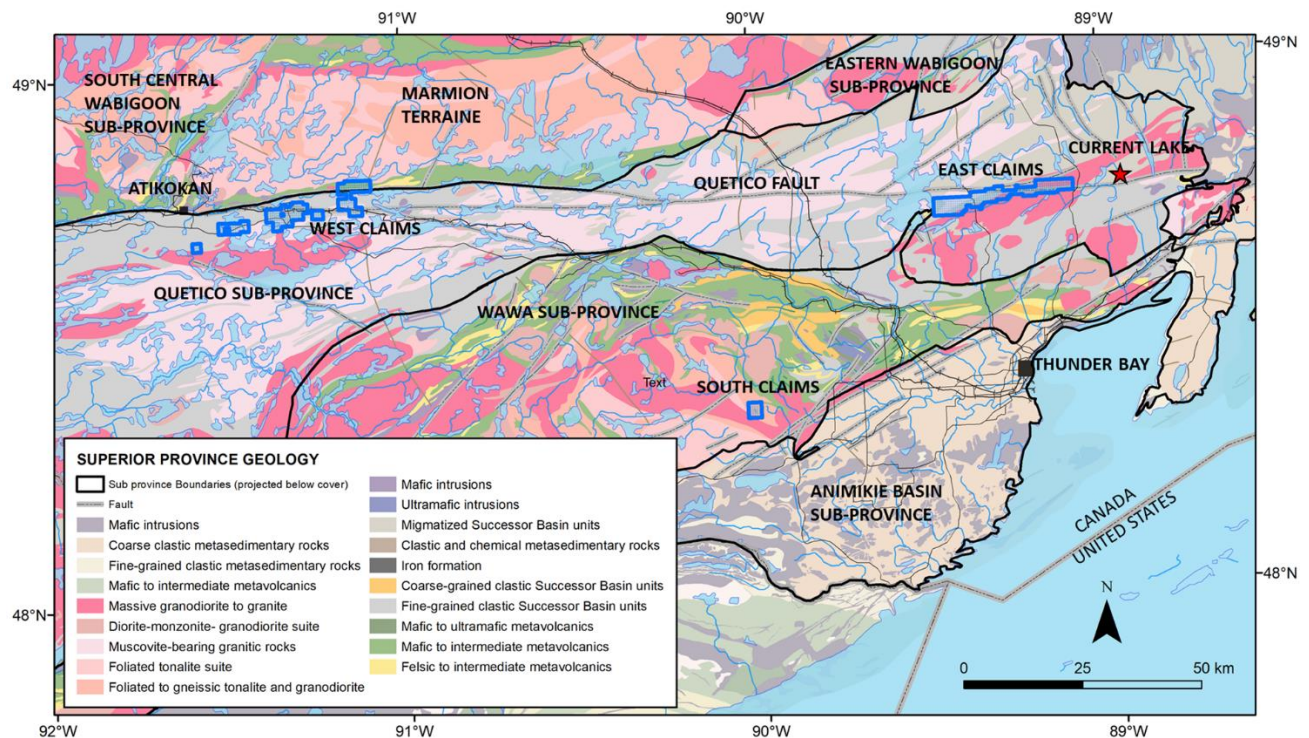 91°W
90°W
89°W
49°N
49°N
SOUTH CENTRAL
WABIGOON
SUB-PROVINCE
MARMION
TERRAINE
EASTERN WABIGOON
SUB-PROVINCE
CURRENT LAKE
EAST CLAIMS
QUETICO FAULT
ATIKOKAN
WEST CLAIMS
QUETICO SUB-PROVINCE
WAWA SUB-PROVINCE
THUNDER BAY
Text
SOUTH CLAIMS
ANIMIKIE BASIN
SUB-PROVINCE
CANADA
UNITED STATES
48°N
48°N
SUPERIOR PROVINCE GEOLOGY
Sub province Boundaries (projected below cover)
Fault
Mafic intrusions
Coarse clastic metasedimentary rocks
Fine-grained clastic metasedimentary rocks
Mafic to intermediate metavolcanics
Massive granodiorite to granite
Diorite-monzonite- granodiorite suite
Muscovite-bearing granitic rocks
Foliated tonalite suite
Foliated to gneissic tonalite and granodiorite
Mafic intrusions
Ultramafic intrusions
Migmatized Successor Basin units
Clastic and chemical metasedimentary rocks
Iron formation
Coarse-grained clastic Successor Basin units
Fine-grained clastic Successor Basin units
Mafic to ultramafic metavolcanics
Mafic to intermediate metavolcanics
Felsic to intermediate metavolcanics
N
0 25 50 km
92°W
91°W
90°W
89°W